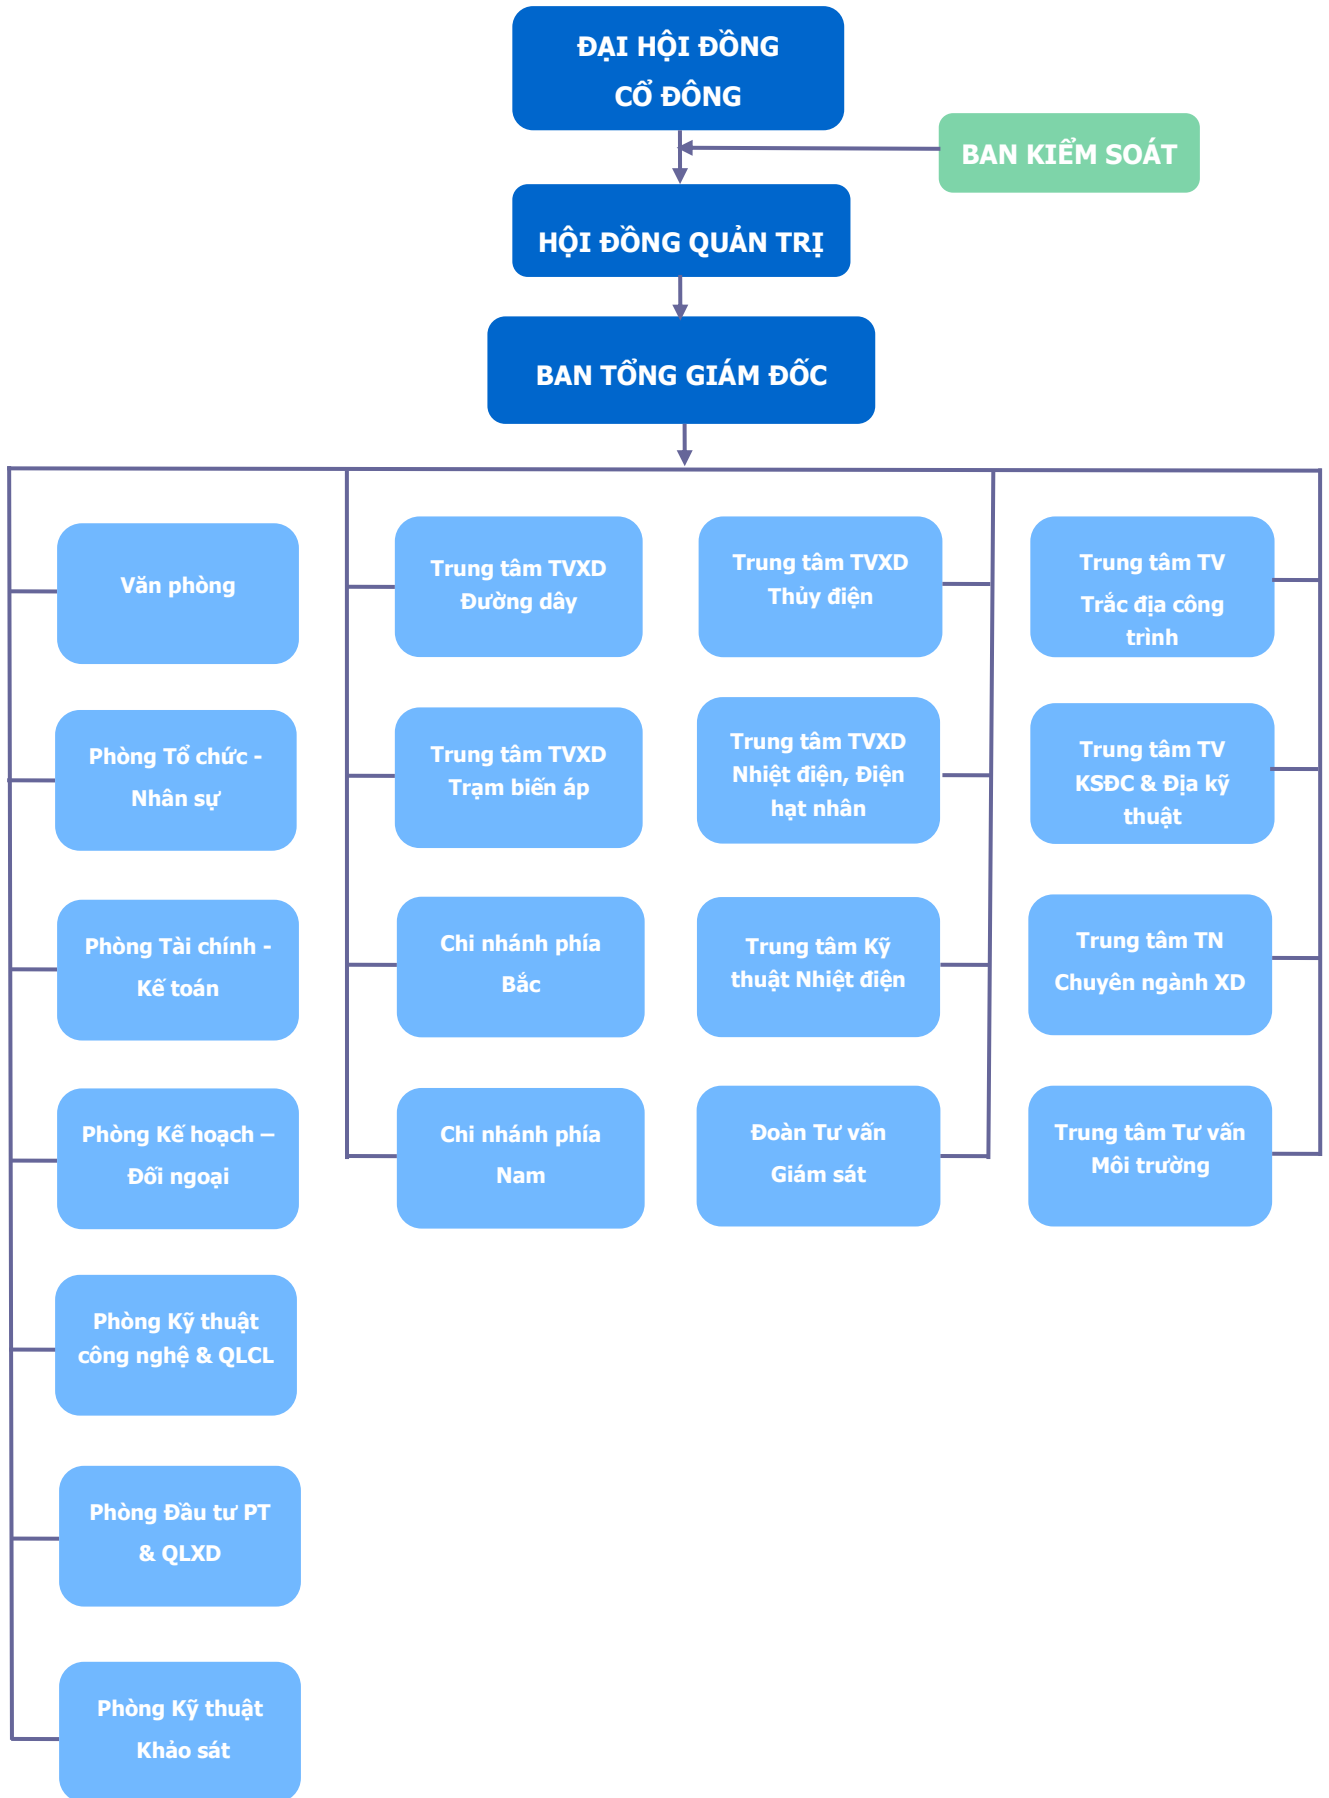 ĐẠI HỘI ĐỒNG
CỔ ĐÔNG
BAN KIỂM SOÁT
HỘI ĐỒNG QUẢN TRỊ
BAN TỔNG GIÁM ĐỐC
Văn phòng
Phòng Tổ chức -
Nhân sự
Phòng Tài chính -
Kế toán
Phòng Kế hoạch –
Đối ngoại
Phòng Kỹ thuật
công nghệ & QLCL
Phòng Đầu tư PT
& QLXD
Phòng Kỹ thuật
Khảo sát
Trung tâm TVXD
Đường dây
Trung tâm TVXD
Trạm biến áp
Chi nhánh phía
Bắc
Chi nhánh phía
Nam
Trung tâm TVXD
Thủy điện
Trung tâm TVXD
Nhiệt điện, Điện
hạt nhân
Trung tâm Kỹ
thuật Nhiệt điện
Đoàn Tư vấn
Giám sát
Trung tâm TV
Trắc địa công
trình
Trung tâm TV
KSĐC & Địa kỹ
thuật
Trung tâm TN
Chuyên ngành XD
Trung tâm Tư vấn
Môi trường